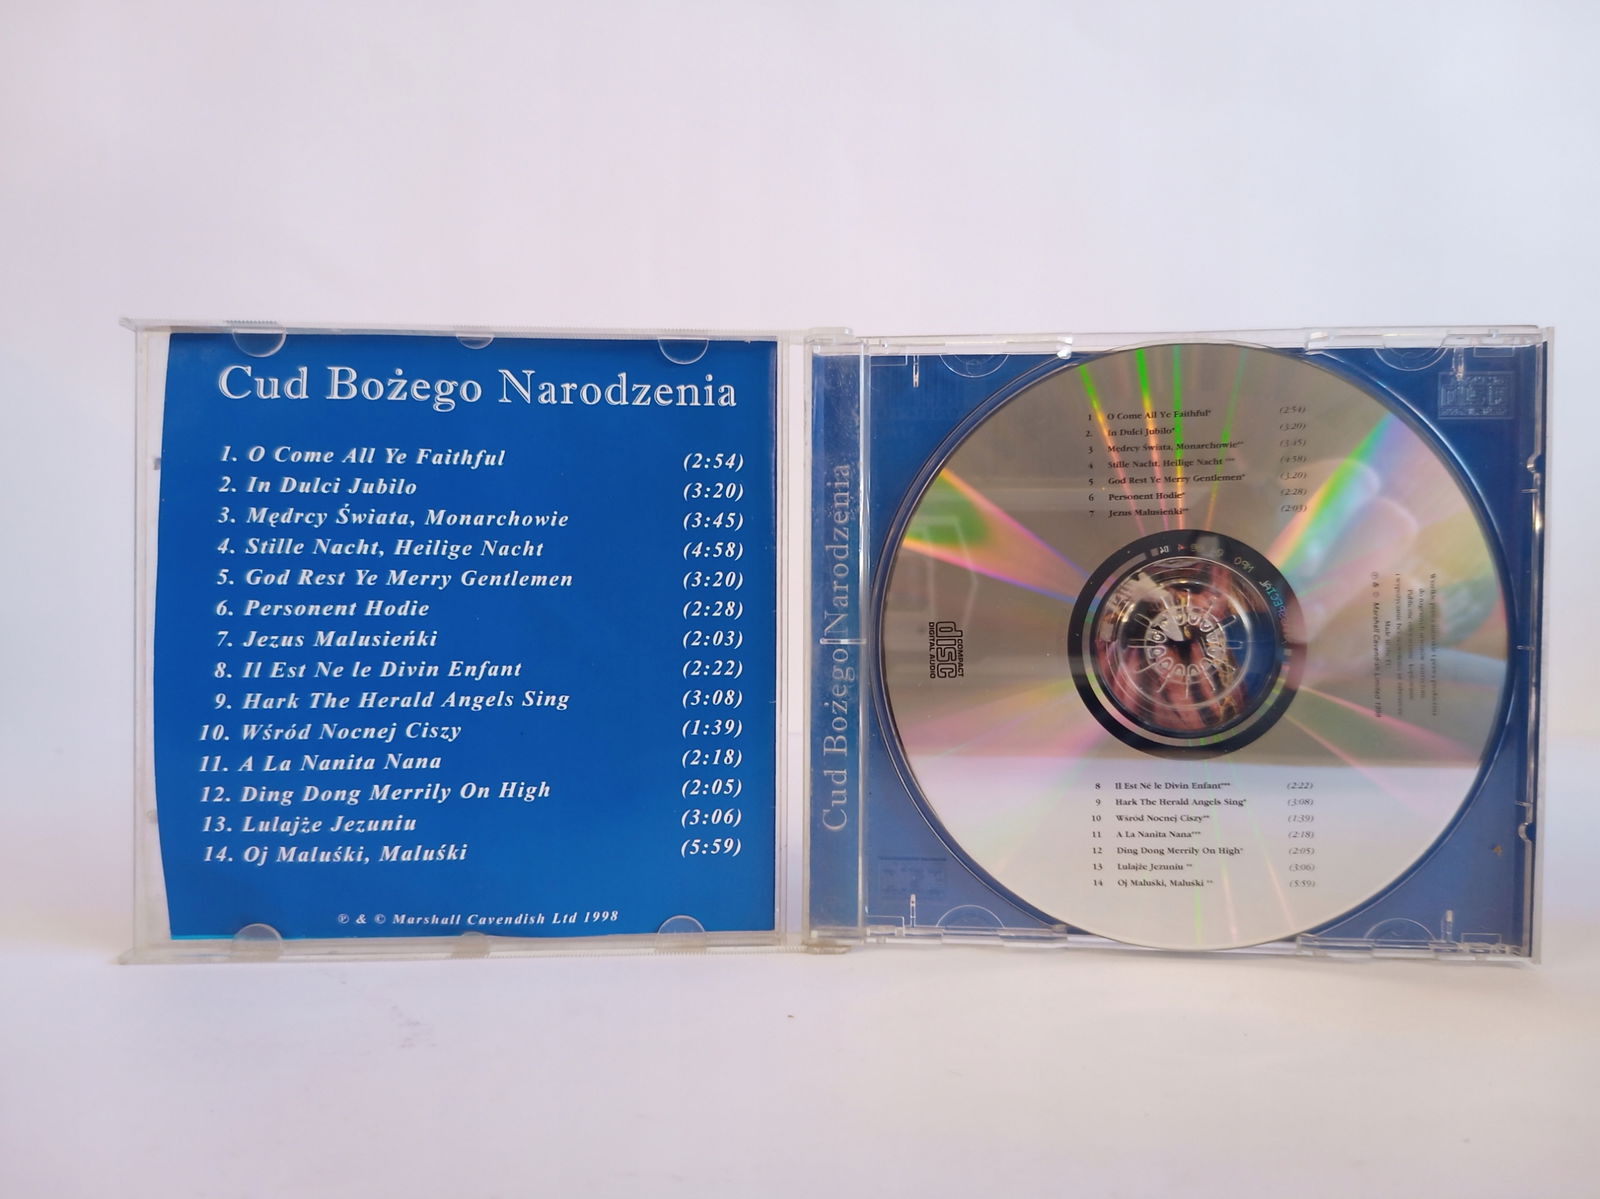 Cud Bożego Narodzenia
1. O Come All Ye Faithful (2:54)
2. In Dulci Jubilo (3:20)
3. Mędrcy Świata, Monarchowie (3:45)
4. Stille Nacht, Heilige Nacht (4:58)
5. God Rest Ye Merry Gentlemen (3:20)
6. Personent Hodie (2:28)
7. Jezus Malusieńki (2:03)
8. Il Est Ne le Divin Enfant (2:22)
9. Hark The Herald Angels Sing (3:08)
10. Wśród Nocnej Ciszy (1:39)
11. A La Nanita Nana (2:18)
12. Ding Dong Merrily On High (2:05)
13. Lulajże Jezuniu (3:06)
14. Oj Maluśki, Maluśki (5:59)
℗ & © Marshall Cavendish Ltd 1998
Cud Bożego Narodzenia
1 O Come All Ye Faithful* (2:54)
2. In Dulci Jubilo* (3:20)
3 Mędrcy Świata, Monarchowie** (3:45)
4 Stille Nacht, Heilige Nacht *** (4:58)
5 God Rest Ye Merry Gentlemen* (3:20)
6 Personent Hodie* (2:28)
7 Jezus Malusieńki** (2:03)
COMPACT
disc
DIGITAL AUDIO
℗ & © Marshall Cavendish Limited 1998
8 Il Est Né le Divin Enfant*** (2:22)
9 Hark The Herald Angels Sing* (3:08)
10 Wśród Nocnej Ciszy** (1:39)
11 A La Nanita Nana*** (2:18)
12 Ding Dong Merrily On High* (2:05)
13 Lulajże Jezuniu ** (3:06)
14 Oj Maluski, Maluski ** (5:59)